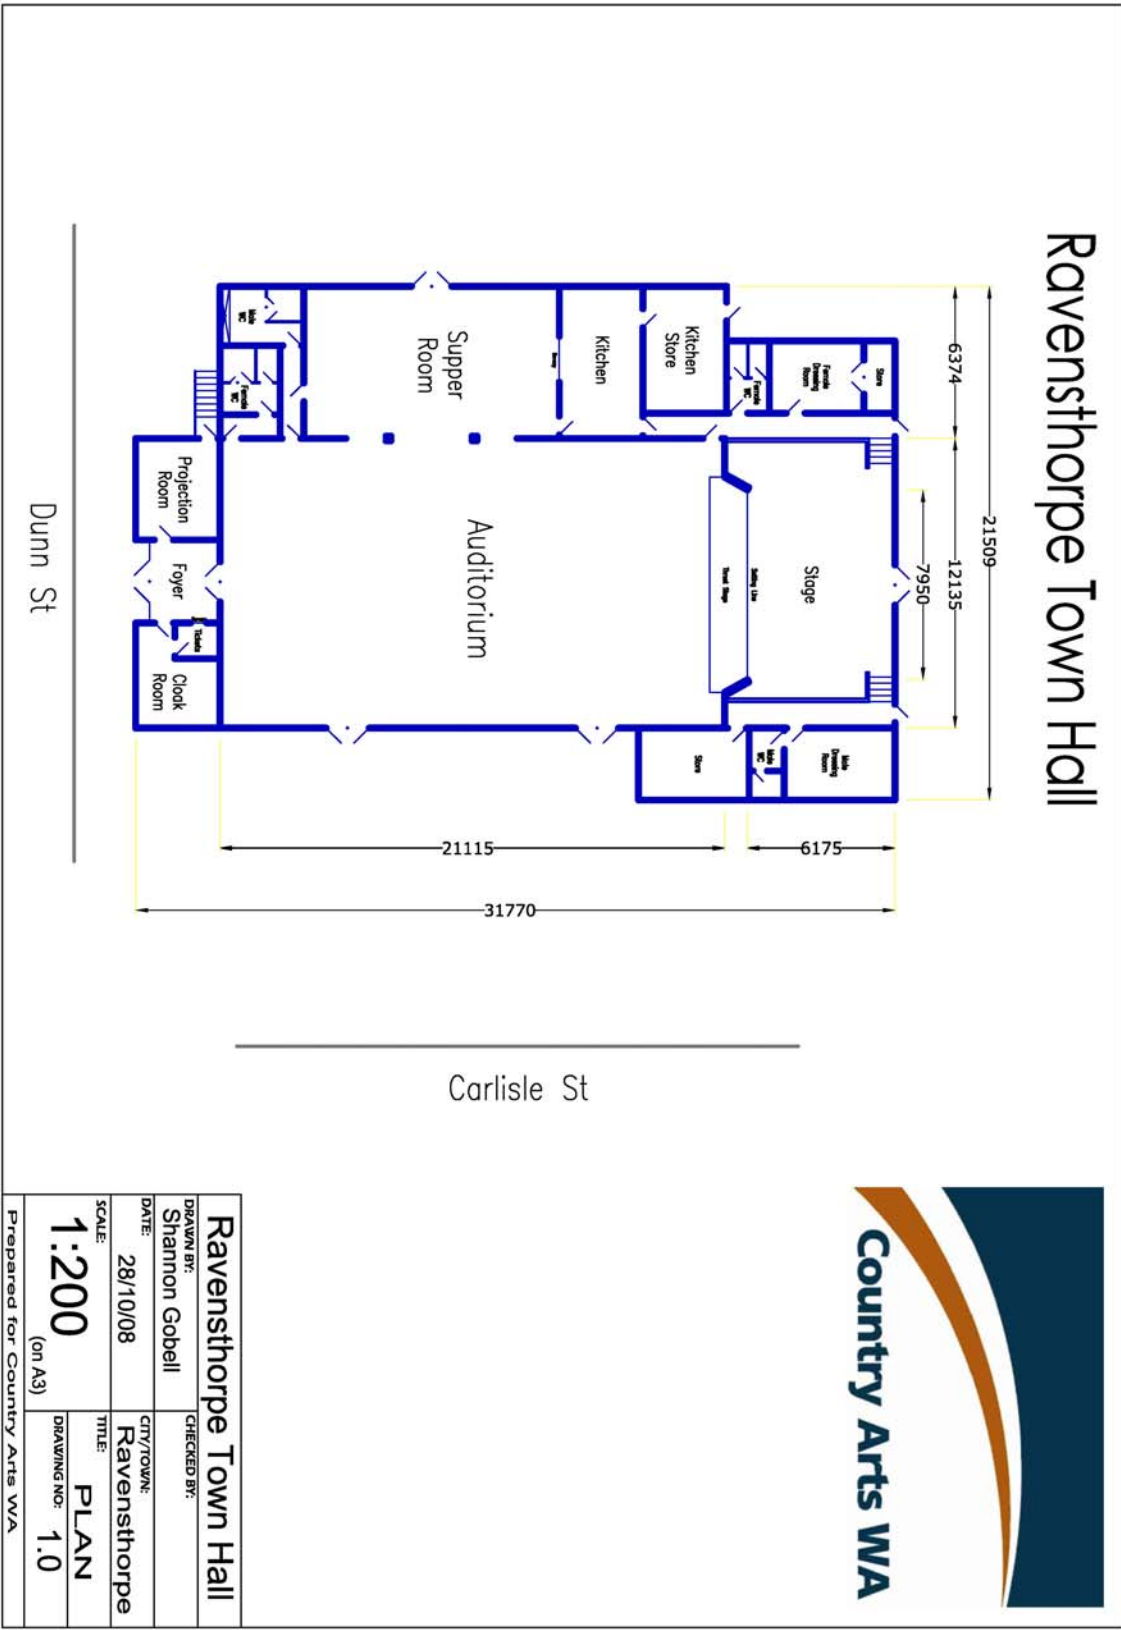 Ravensthorpe Town Hall
21509
6374
12135
7950
Store
Female
Dressing
Room
Female
WC
Kitchen
Store
Kitchen
Supper
Room
Male
WC
Female
WC
Stage
Setting Line
Thrust Stage
Auditorium
Projection
Room
Foyer
Tickets
Cloak
Room
Male
Dressing
Room
Male
WC
Store
6175
21115
31770
Dunn St
Carlisle St
Country Arts WA
Ravensthorpe Town Hall
DRAWN BY:
Shannon Gobell
CHECKED BY:
DATE:
28/10/08
CITY/TOWN:
Ravensthorpe
SCALE:
1:200
(on A3)
TITLE:
PLAN
DRAWING NO: 1.0
Prepared for Country Arts WA